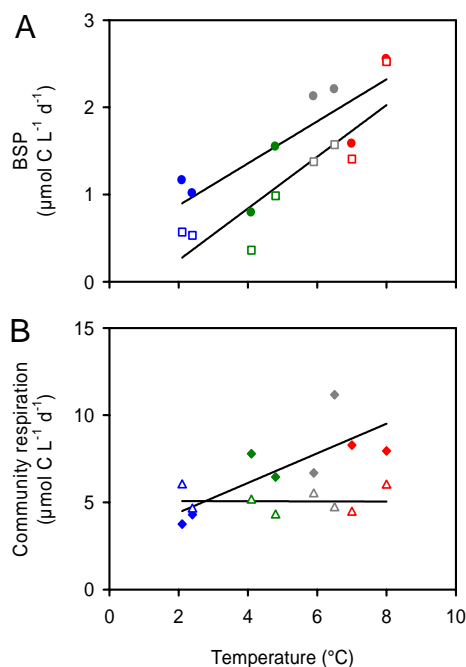 A
3
2
1
0
BSP
(µmol C L⁻¹ d⁻¹)
B
15
10
5
0
Community respiration
(µmol C L⁻¹ d⁻¹)
0 2 4 6 8 10
Temperature (°C)